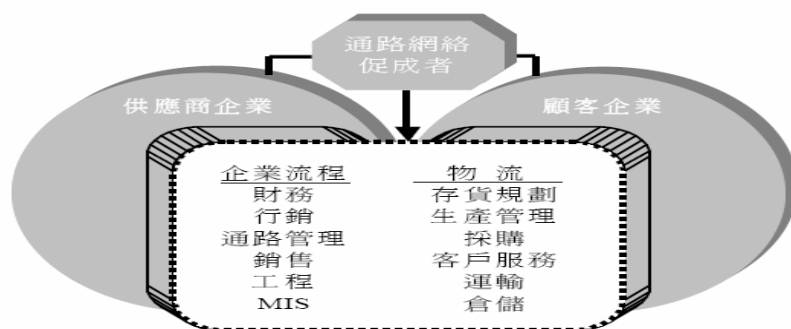 通路網絡
促成者
供應商企業
顧客企業
企業流程
財務
行銷
通路管理
銷售
工程
MIS
物 流
存貨規劃
生產管理
採購
客戶服務
運輸
倉儲